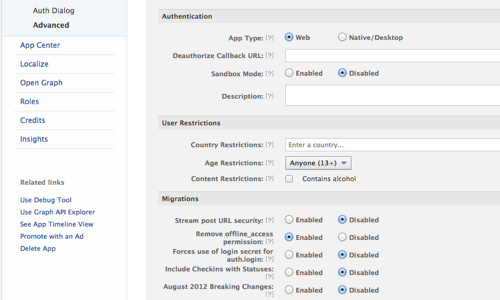 Auth Dialog
Advanced
App Center
Localize
Open Graph
Roles
Credits
Insights
Related links
Use Debug Tool
Use Graph API Explorer
See App Timeline View
Promote with an Ad
Delete App
Authentication
App Type: [?] Web Native/Desktop
Deauthorize Callback URL: [?]
Sandbox Mode: [?] Enabled Disabled
Description: [?]
User Restrictions
Country Restrictions: [?] Enter a country...
Age Restrictions: [?] Anyone (13+)
Content Restrictions: [?] Contains alcohol
Migrations
Stream post URL security: [?] Enabled Disabled
Remove offline_access
permission: [?] Enabled Disabled
Forces use of login secret for
auth.login: [?] Enabled Disabled
Include Checkins with Statuses:
[?] Enabled Disabled
August 2012 Breaking Changes:
[?] Enabled Disabled